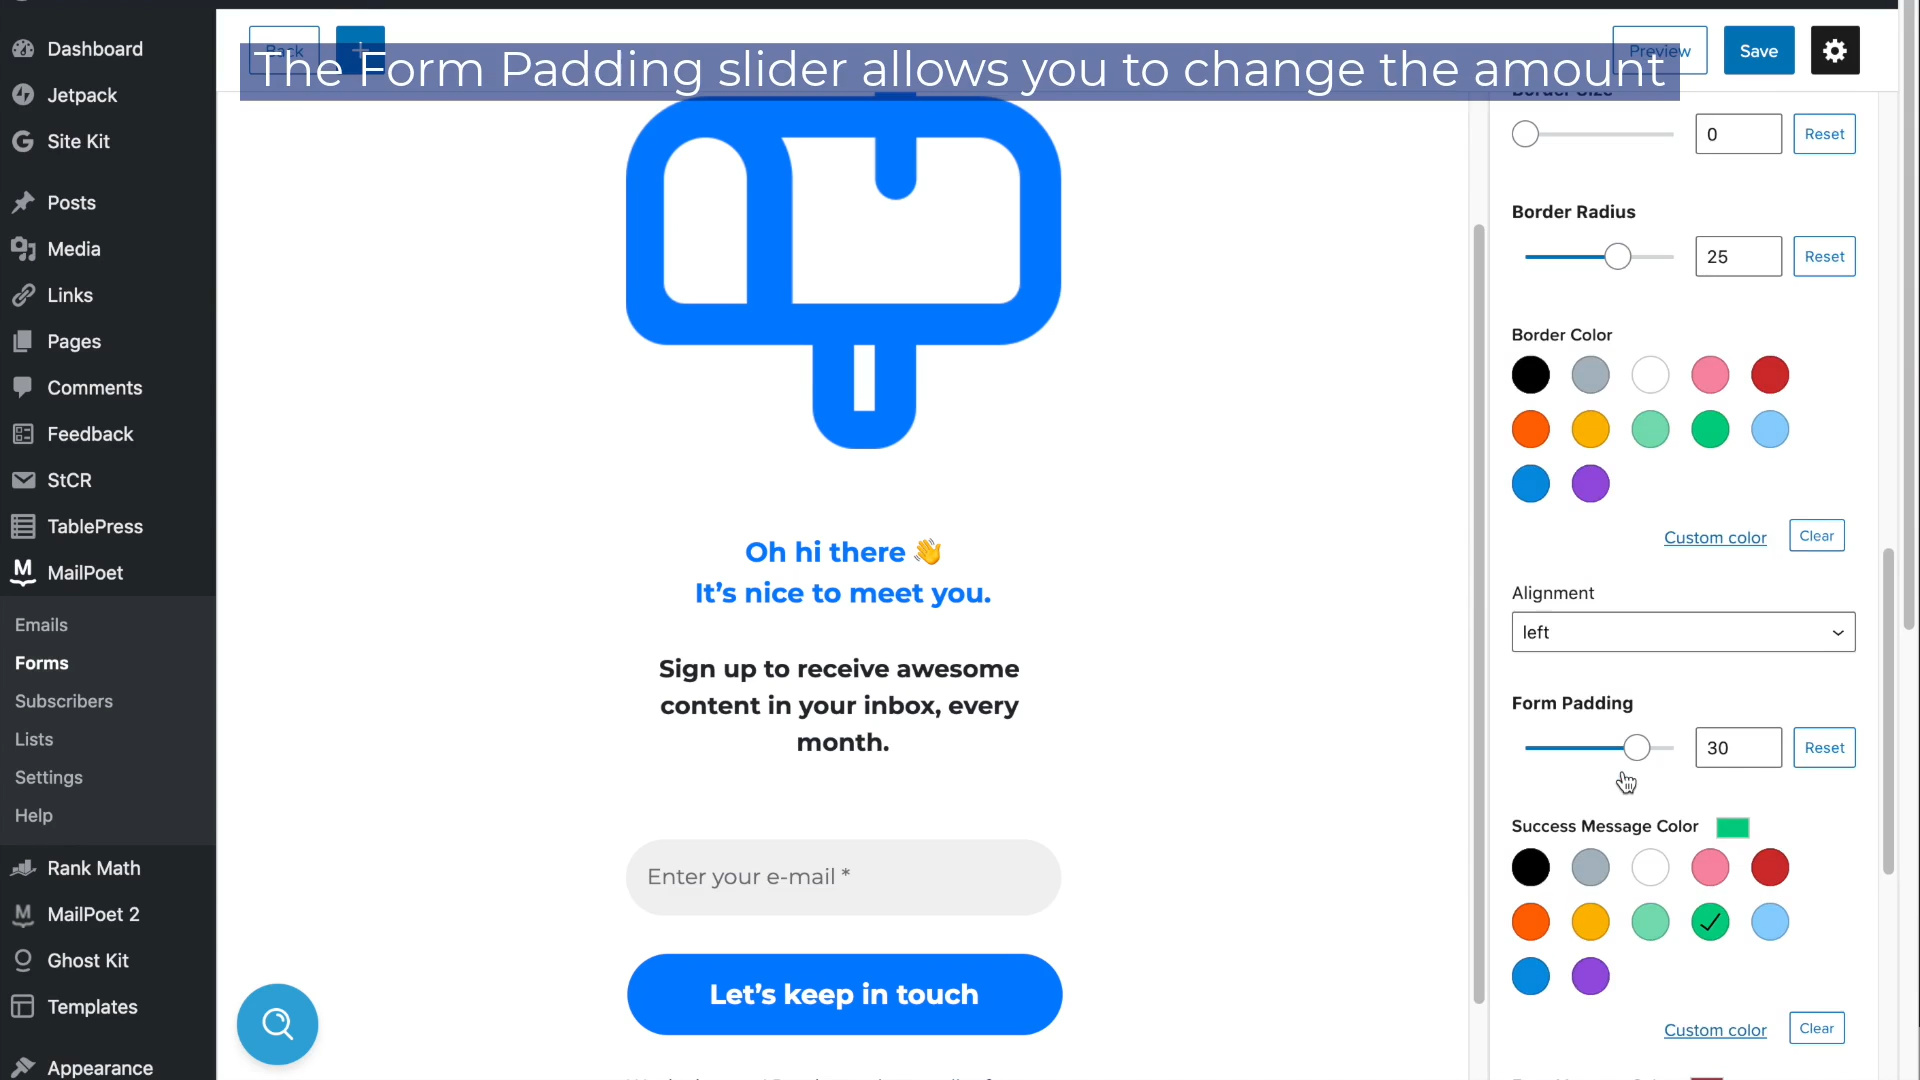 Dashboard
Jetpack
Site Kit
Posts
Media
Links
Pages
Comments
Feedback
StCR
TablePress
MailPoet
Emails
Forms
Subscribers
Lists
Settings
Help
Rank Math
MailPoet 2
Ghost Kit
Templates
Appearance
Back
Preview
Save
The Form Padding slider allows you to change the amount
Oh hi there 👋
It’s nice to meet you.
Sign up to receive awesome
content in your inbox, every
month.
Enter your e-mail *
Let’s keep in touch
Border Size
0
Reset
Border Radius
25
Reset
Border Color
Custom color
Clear
Alignment
left
Form Padding
30
Reset
Success Message Color
Custom color
Clear